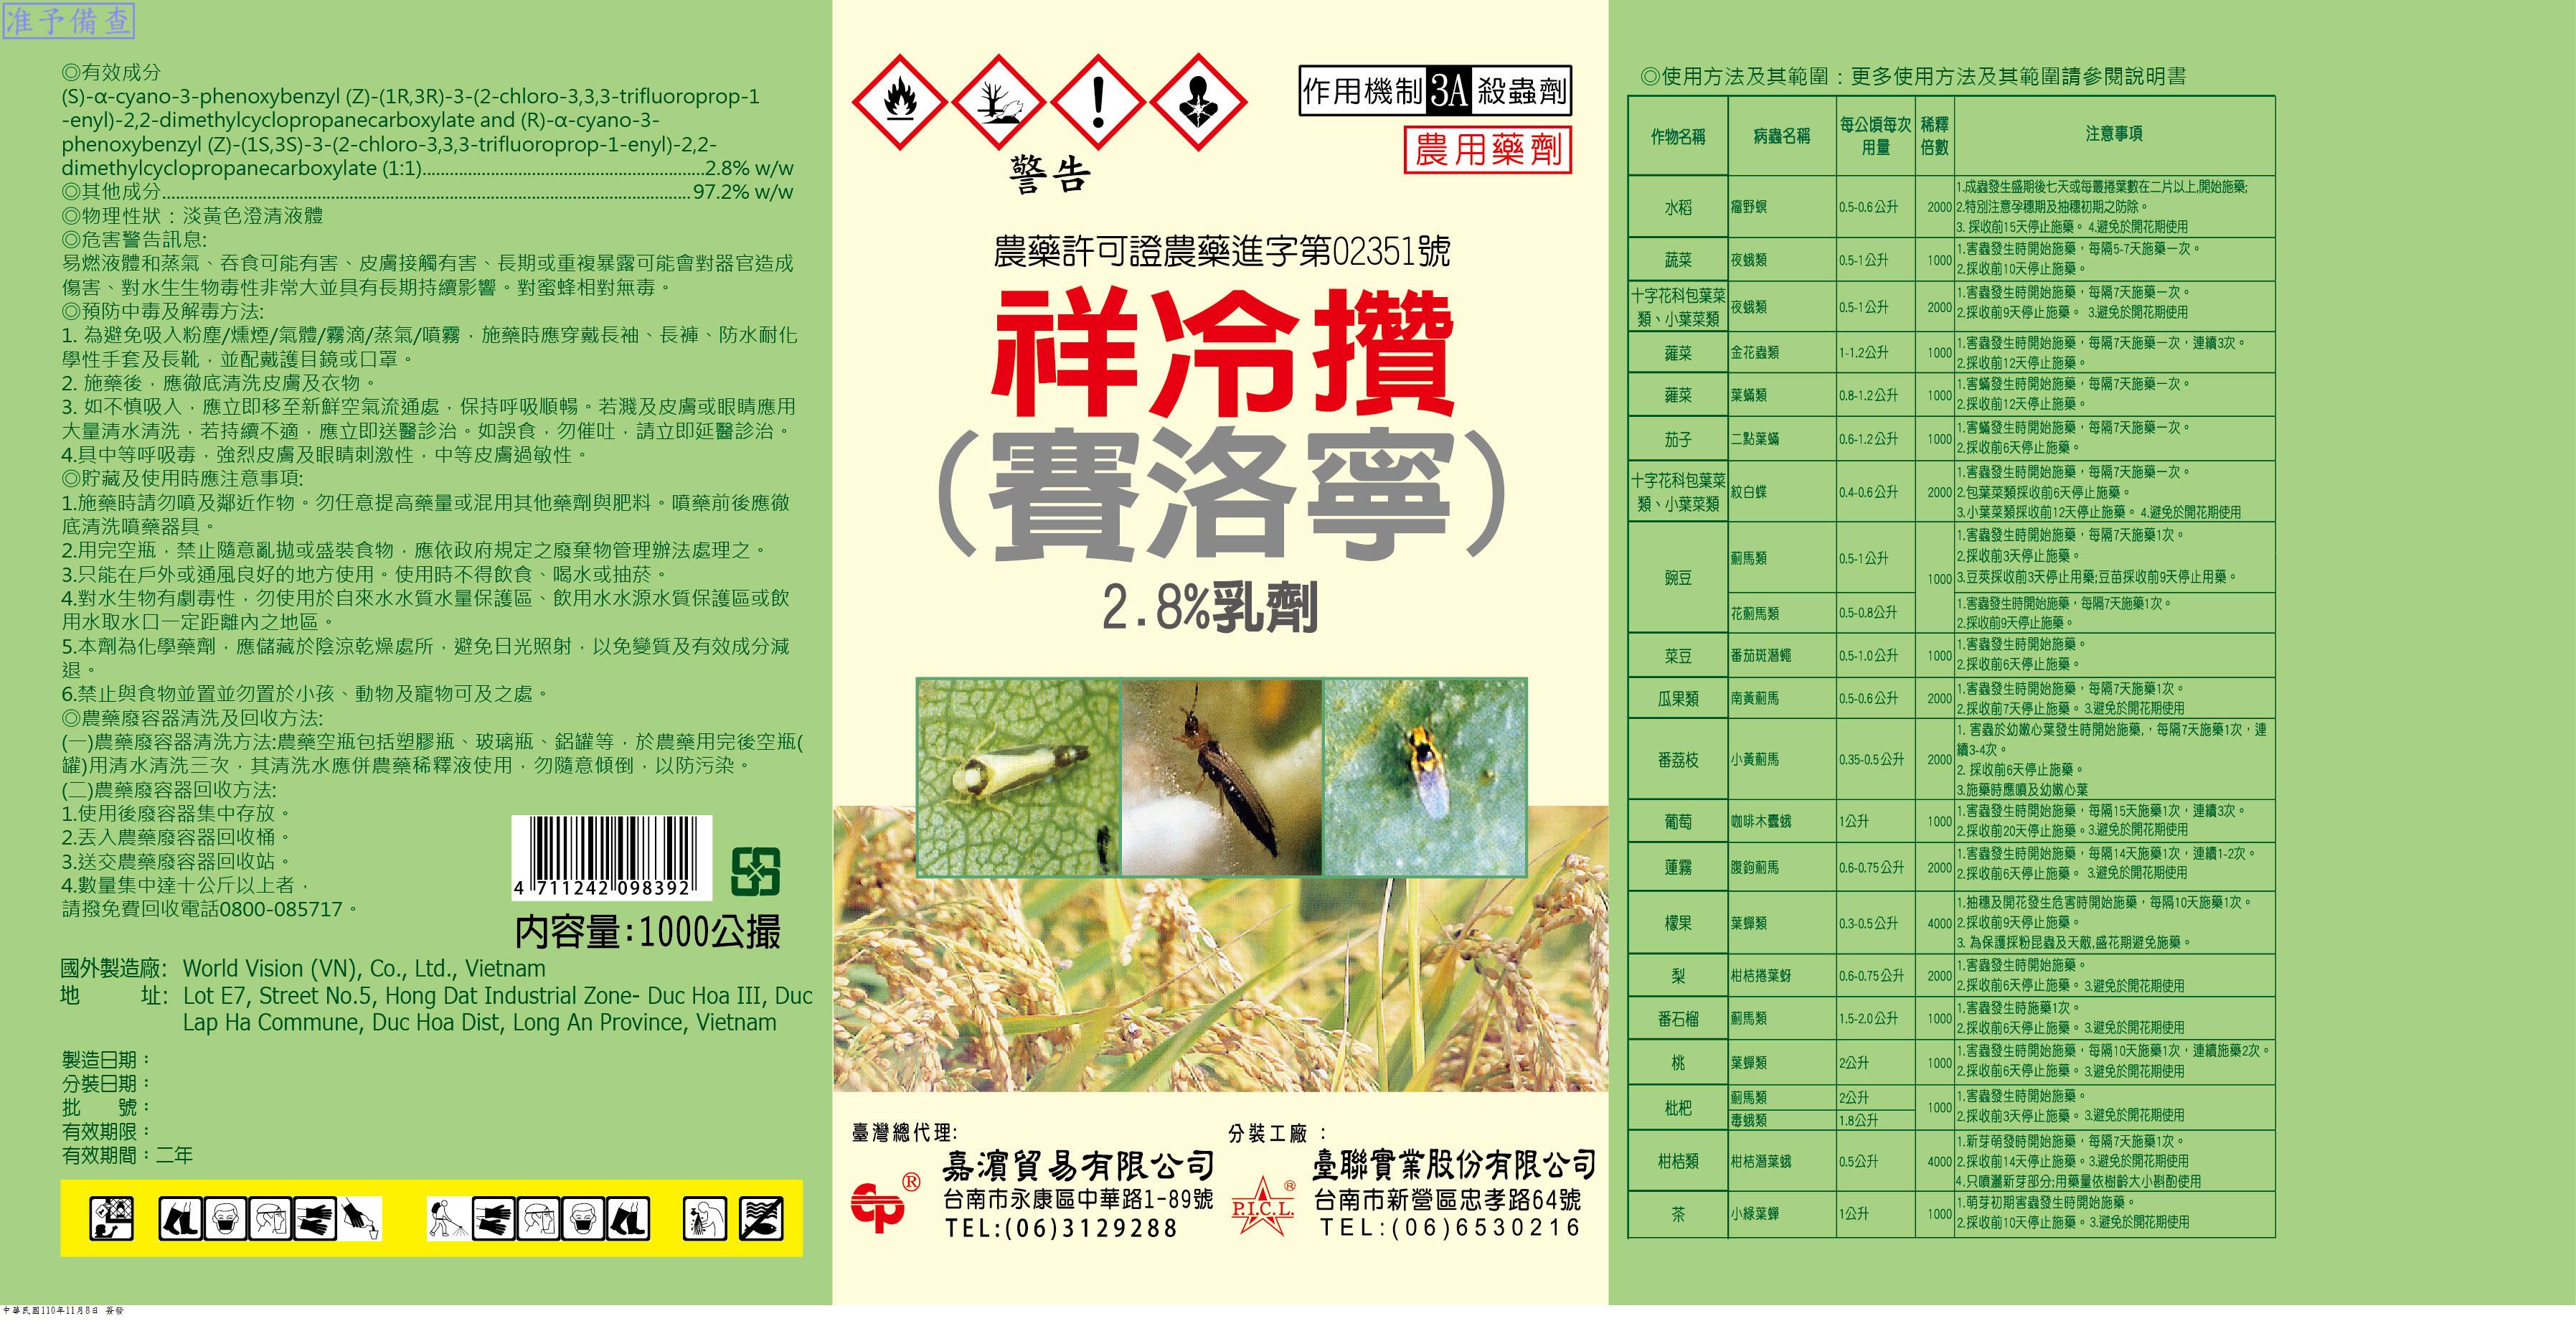 准予備查
◎有效成分
(S)-α-cyano-3-phenoxybenzyl (Z)-(1R,3R)-3-(2-chloro-3,3,3-trifluoroprop-1
-enyl)-2,2-dimethylcyclopropanecarboxylate and (R)-α-cyano-3-
phenoxybenzyl (Z)-(1S,3S)-3-(2-chloro-3,3,3-trifluoroprop-1-enyl)-2,2-
dimethylcyclopropanecarboxylate (1:1)........................................................2.8% w/w
◎其他成分........................................................97.2% w/w
◎物理性狀：淡黃色澄清液體
◎危害警告訊息:
易燃液體和蒸氣、吞食可能有害、皮膚接觸有害、長期或重複暴露可能會對器官造成
傷害、對水生生物毒性非常大並具有長期持續影響。對蜜蜂相對無毒。
◎預防中毒及解毒方法:
1. 為避免吸入粉塵/燻煙/氣體/霧滴/蒸氣/噴霧，施藥時應穿戴長袖、長褲、防水耐化
學性手套及長靴，並配戴護目鏡或口罩。
2. 施藥後，應徹底清洗皮膚及衣物。
3. 如不慎吸入，應立即移至新鮮空氣流通處，保持呼吸順暢。若濺及皮膚或眼睛應用
大量清水清洗，若持續不適，應立即送醫診治。如誤食，勿催吐，請立即延醫診治。
4.具中等呼吸毒，強烈皮膚及眼睛刺激性，中等皮膚過敏性。
◎貯藏及使用時應注意事項:
1.施藥時請勿噴及鄰近作物。勿任意提高藥量或混用其他藥劑與肥料。噴藥前後應徹
底清洗噴藥器具。
2.用完空瓶，禁止隨意亂拋或盛裝食物，應依政府規定之廢棄物管理辦法處理之。
3.只能在戶外或通風良好的地方使用。使用時不得飲食、喝水或抽菸。
4.對水生物有劇毒性，勿使用於自來水水質水量保護區、飲用水水源水質保護區或飲
用水取水口一定距離內之地區。
5.本劑為化學藥劑，應儲藏於陰涼乾燥處所，避免日光照射，以免變質及有效成分減
退。
6.禁止與食物並置並勿置於小孩、動物及寵物可及之處。
◎農藥廢容器清洗及回收方法:
(一)農藥廢容器清洗方法:農藥空瓶包括塑膠瓶、玻璃瓶、鋁罐等，於農藥用完後空瓶(
罐)用清水清洗三次，其清洗水應併農藥稀釋液使用，勿隨意傾倒，以防污染。
(二)農藥廢容器回收方法:
1.使用後廢容器集中存放。
2.丟入農藥廢容器回收桶。
3.送交農藥廢容器回收站。
4.數量集中達十公斤以上者，
請撥免費回收電話0800-085717。
4 711242 098392
內容量:1000公撮
國外製造廠: World Vision (VN), Co., Ltd., Vietnam
地 址: Lot E7, Street No.5, Hong Dat Industrial Zone- Duc Hoa III, Duc
Lap Ha Commune, Duc Hoa Dist, Long An Province, Vietnam
製造日期：
分裝日期：
批 號：
有效期限：
有效期間：二年
中華民國110年11月8日 簽發
作用機制 3A 殺蟲劑
農用藥劑
警告
農藥許可證農藥進字第02351號
祥冷攢
(賽洛寧)
2.8%乳劑
臺灣總代理:
CP®
嘉濱貿易有限公司
台南市永康區中華路1-89號
TEL:(06)3129288
分裝工廠：
P.I.C.L.®
臺聯實業股份有限公司
台南市新營區忠孝路64號
TEL:(06)6530216
◎使用方法及其範圍：更多使用方法及其範圍請參閱說明書
作物名稱 病蟲名稱 每公頃每次用量 稀釋倍數 注意事項
水稻 瘤野螟 0.5-0.6公升 2000 1.成蟲發生盛期後七天或每叢捲葉數在二片以上,開始施藥;
2.特別注意孕穗期及抽穗初期之防除。
3. 採收前15天停止施藥。 4.避免於開花期使用
蔬菜 夜蛾類 0.5-1公升 1000 1.害蟲發生時開始施藥，每隔5-7天施藥一次。
2.採收前10天停止施藥。
十字花科包葉菜類、小葉菜類 夜蛾類 0.5-1公升 2000 1.害蟲發生時開始施藥，每隔7天施藥一次。
2.採收前9天停止施藥。 3.避免於開花期使用
蕹菜 金花蟲類 1-1.2公升 1000 1.害蟲發生時開始施藥，每隔7天施藥一次，連續3次。
2.採收前12天停止施藥。
蕹菜 葉蟎類 0.8-1.2公升 1000 1.害蟎發生時開始施藥，每隔7天施藥一次。
2.採收前12天停止施藥。
茄子 二點葉蟎 0.6-1.2公升 1000 1.害蟎發生時開始施藥，每隔7天施藥一次。
2.採收前6天停止施藥。
十字花科包葉菜類、小葉菜類 紋白蝶 0.4-0.6公升 2000 1.害蟲發生時開始施藥，每隔7天施藥一次。
2.包葉菜類採收前6天停止施藥。
3.小葉菜類採收前12天停止施藥。 4.避免於開花期使用
豌豆 薊馬類 0.5-1公升 1000 1.害蟲發生時開始施藥，每隔7天施藥1次。
2.採收前3天停止施藥。
3.豆莢採收前3天停止用藥;豆苗採收前9天停止用藥。
花薊馬類 0.5-0.8公升 1.害蟲發生時開始施藥，每隔7天施藥1次。
2.採收前9天停止施藥。
菜豆 番茄斑潛蠅 0.5-1.0公升 1000 1.害蟲發生時開始施藥。
2.採收前6天停止施藥。
瓜果類 南黃薊馬 0.5-0.6公升 2000 1.害蟲發生時開始施藥，每隔7天施藥1次。
2.採收前7天停止施藥。 3.避免於開花期使用
番荔枝 小黃薊馬 0.35-0.5公升 2000 1. 害蟲於幼嫩心葉發生時開始施藥,，每隔7天施藥1次，連
續3-4次。
2. 採收前6天停止施藥。
3.施藥時應噴及幼嫩心葉
葡萄 咖啡木蠹蛾 1公升 1000 1.害蟲發生時開始施藥，每隔15天施藥1次，連續3次。
2.採收前20天停止施藥。3.避免於開花期使用
蓮霧 腹鉤薊馬 0.6-0.75公升 2000 1.害蟲發生時開始施藥，每隔14天施藥1次，連續1-2次。
2.採收前6天停止施藥。 3.避免於開花期使用
檬果 葉蟬類 0.3-0.5公升 4000 1.抽穗及開花發生危害時開始施藥，每隔10天施藥1次。
2.採收前9天停止施藥。
3. 為保護採粉昆蟲及天敵,盛花期避免施藥。
梨 柑桔捲葉蚜 0.6-0.75公升 2000 1.害蟲發生時開始施藥。
2.採收前6天停止施藥。 3.避免於開花期使用
番石榴 薊馬類 1.5-2.0公升 1000 1.害蟲發生時施藥1次。
2.採收前6天停止施藥。 3.避免於開花期使用
桃 葉蟬類 2公升 1000 1.害蟲發生時開始施藥，每隔10天施藥1次，連續施藥2次。
2.採收前6天停止施藥。 3.避免於開花期使用
枇杷 薊馬類 2公升 1000 1.害蟲發生時開始施藥。
毒蛾類 1.8公升 2.採收前3天停止施藥。 3.避免於開花期使用
柑桔類 柑桔潛葉蛾 0.5公升 4000 1.新芽萌發時開始施藥，每隔7天施藥1次。
2.採收前14天停止施藥。3.避免於開花期使用
4.只噴灑新芽部分;用藥量依樹齡大小斟酌使用
茶 小綠葉蟬 1公升 1000 1.萌芽初期害蟲發生時開始施藥。
2.採收前10天停止施藥。 3.避免於開花期使用